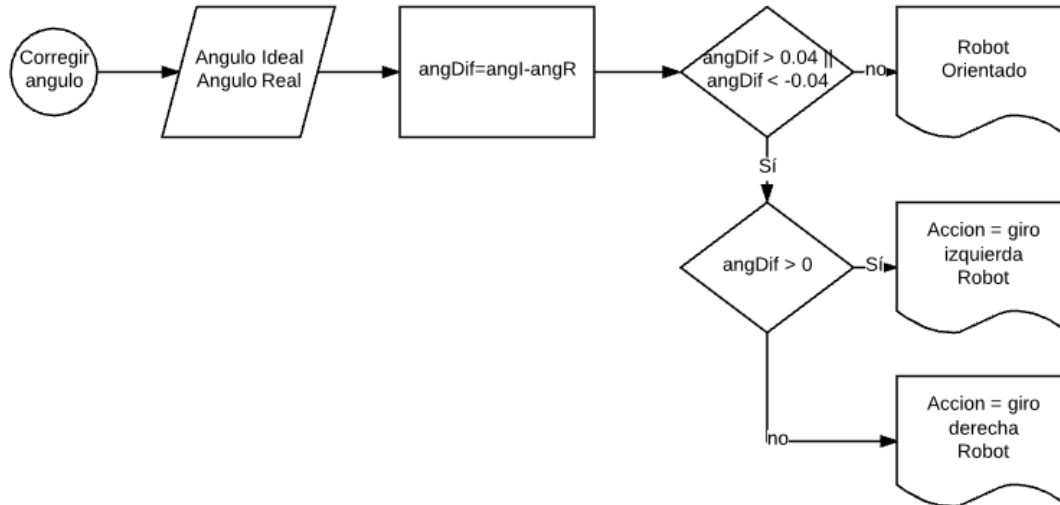 Corregir
angulo
Angulo Ideal
Angulo Real
angDif=angI-angR
angDif > 0.04 ||
angDif < -0.04
no
Robot
Orientado
Sí
angDif > 0
Sí
Accion = giro
izquierda
Robot
no
Accion = giro
derecha
Robot